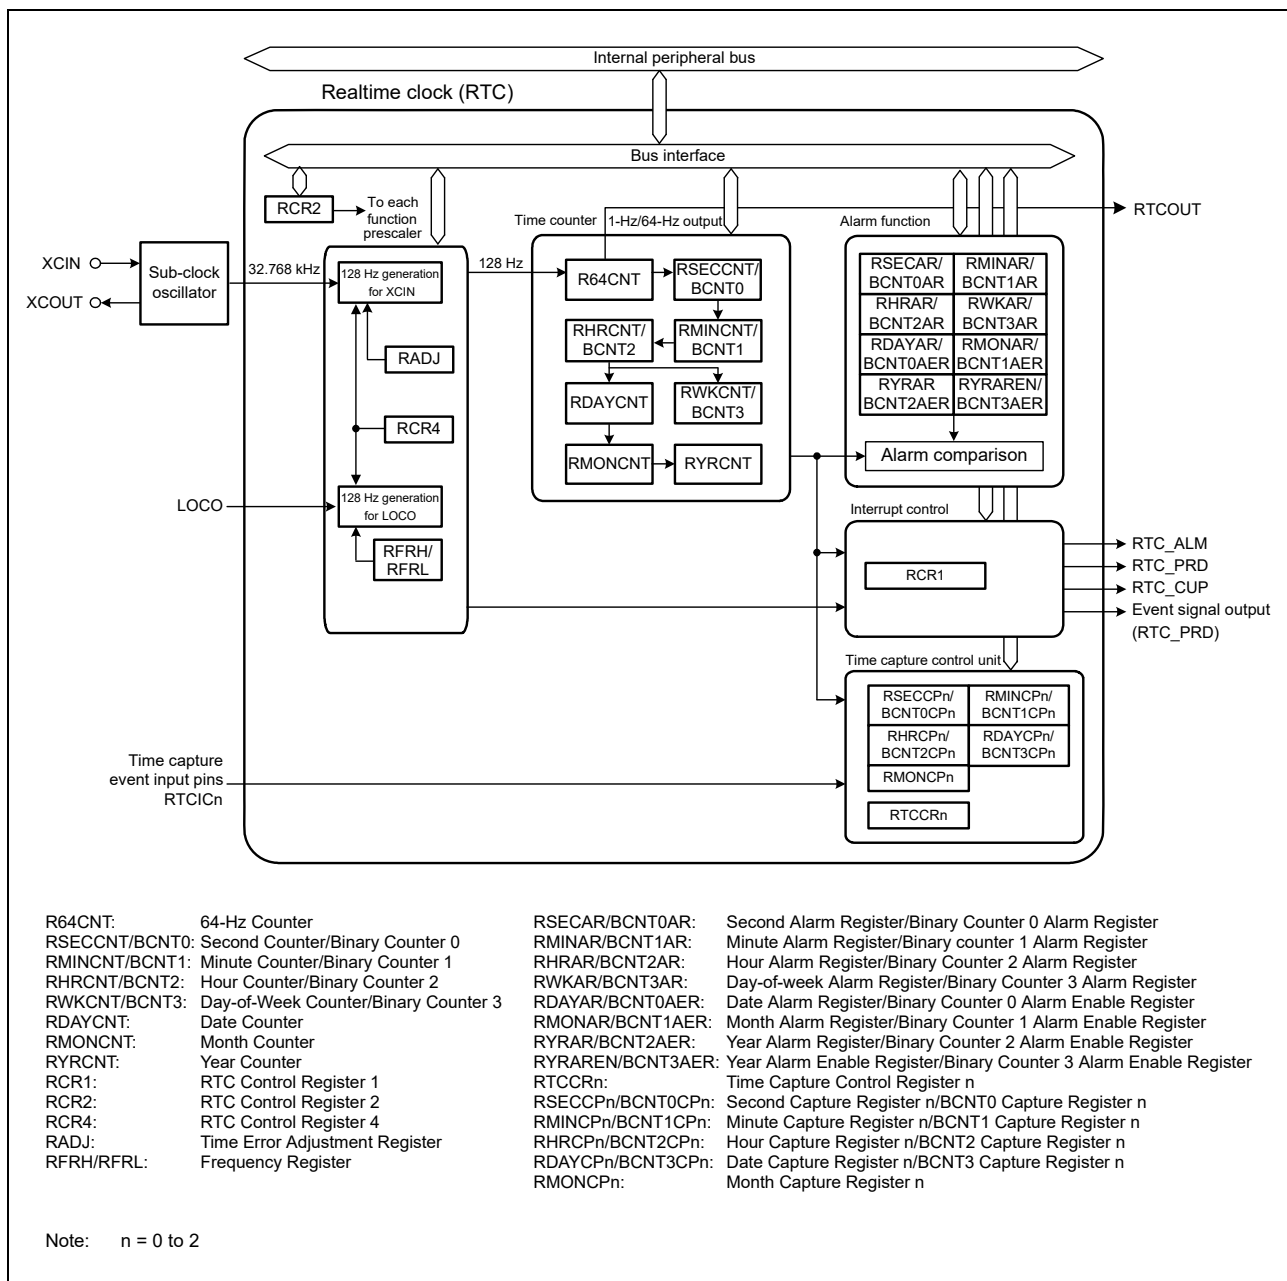 Internal peripheral bus
Realtime clock (RTC)
Bus interface
RCR2
To each
function
prescaler
Time counter
1-Hz/64-Hz output
Alarm function
RTCOUT
XCIN
XCOUT
Sub-clock
oscillator
32.768 kHz
128 Hz generation
for XCIN
128 Hz
RADJ
RCR4
LOCO
128 Hz generation
for LOCO
RFRH/
RFRL
R64CNT
RSECCNT/
BCNT0
RHRCNT/
BCNT2
RMINCNT/
BCNT1
RDAYCNT
RWKCNT/
BCNT3
RMONCNT
RYRCNT
RSECAR/
BCNT0AR
RMINAR/
BCNT1AR
RHRAR/
BCNT2AR
RWKAR/
BCNT3AR
RDAYAR/
BCNT0AER
RMONAR/
BCNT1AER
RYRAR
BCNT2AER
RYRAREN/
BCNT3AER
Alarm comparison
Interrupt control
RCR1
RTC_ALM
RTC_PRD
RTC_CUP
Event signal output
(RTC_PRD)
Time capture control unit
RSECCPn/
BCNT0CPn
RMINCPn/
BCNT1CPn
RHRCPn/
BCNT2CPn
RDAYCPn/
BCNT3CPn
RMONCPn
RTCCRn
Time capture
event input pins
RTCICn
R64CNT: 64-Hz Counter
RSECCNT/BCNT0: Second Counter/Binary Counter 0
RMINCNT/BCNT1: Minute Counter/Binary Counter 1
RHRCNT/BCNT2: Hour Counter/Binary Counter 2
RWKCNT/BCNT3: Day-of-Week Counter/Binary Counter 3
RDAYCNT: Date Counter
RMONCNT: Month Counter
RYRCNT: Year Counter
RCR1: RTC Control Register 1
RCR2: RTC Control Register 2
RCR4: RTC Control Register 4
RADJ: Time Error Adjustment Register
RFRH/RFRL: Frequency Register
RSECAR/BCNT0AR: Second Alarm Register/Binary Counter 0 Alarm Register
RMINAR/BCNT1AR: Minute Alarm Register/Binary counter 1 Alarm Register
RHRAR/BCNT2AR: Hour Alarm Register/Binary Counter 2 Alarm Register
RWKAR/BCNT3AR: Day-of-week Alarm Register/Binary Counter 3 Alarm Register
RDAYAR/BCNT0AER: Date Alarm Register/Binary Counter 0 Alarm Enable Register
RMONAR/BCNT1AER: Month Alarm Register/Binary Counter 1 Alarm Enable Register
RYRAR/BCNT2AER: Year Alarm Register/Binary Counter 2 Alarm Enable Register
RYRAREN/BCNT3AER: Year Alarm Enable Register/Binary Counter 3 Alarm Enable Register
RTCCRn: Time Capture Control Register n
RSECCPn/BCNT0CPn: Second Capture Register n/BCNT0 Capture Register n
RMINCPn/BCNT1CPn: Minute Capture Register n/BCNT1 Capture Register n
RHRCPn/BCNT2CPn: Hour Capture Register n/BCNT2 Capture Register n
RDAYCPn/BCNT3CPn: Date Capture Register n/BCNT3 Capture Register n
RMONCPn: Month Capture Register n
Note: n = 0 to 2